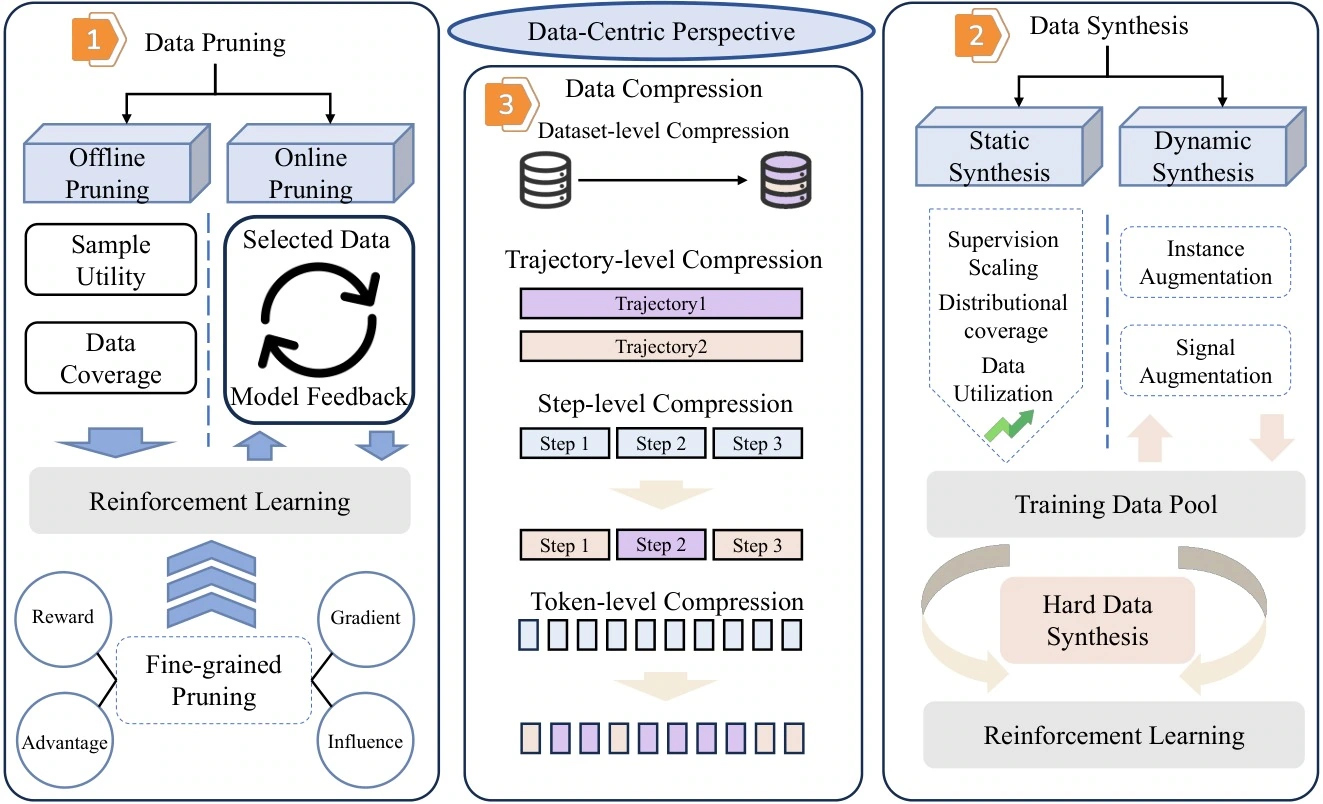 1
Data Pruning
Offline
Pruning
Online
Pruning
Sample
Utility
Data
Coverage
Selected Data
Model Feedback
Reinforcement Learning
Reward
Gradient
Fine-grained
Pruning
Advantage
Influence
Data-Centric Perspective
3
Data Compression
Dataset-level Compression
Trajectory-level Compression
Trajectory1
Trajectory2
Step-level Compression
Step 1
Step 2
Step 3
Step 1
Step 2
Step 3
Token-level Compression
2
Data Synthesis
Static
Synthesis
Dynamic
Synthesis
Supervision
Scaling
Distributional
coverage
Data
Utilization
Instance
Augmentation
Signal
Augmentation
Training Data Pool
Hard Data
Synthesis
Reinforcement Learning